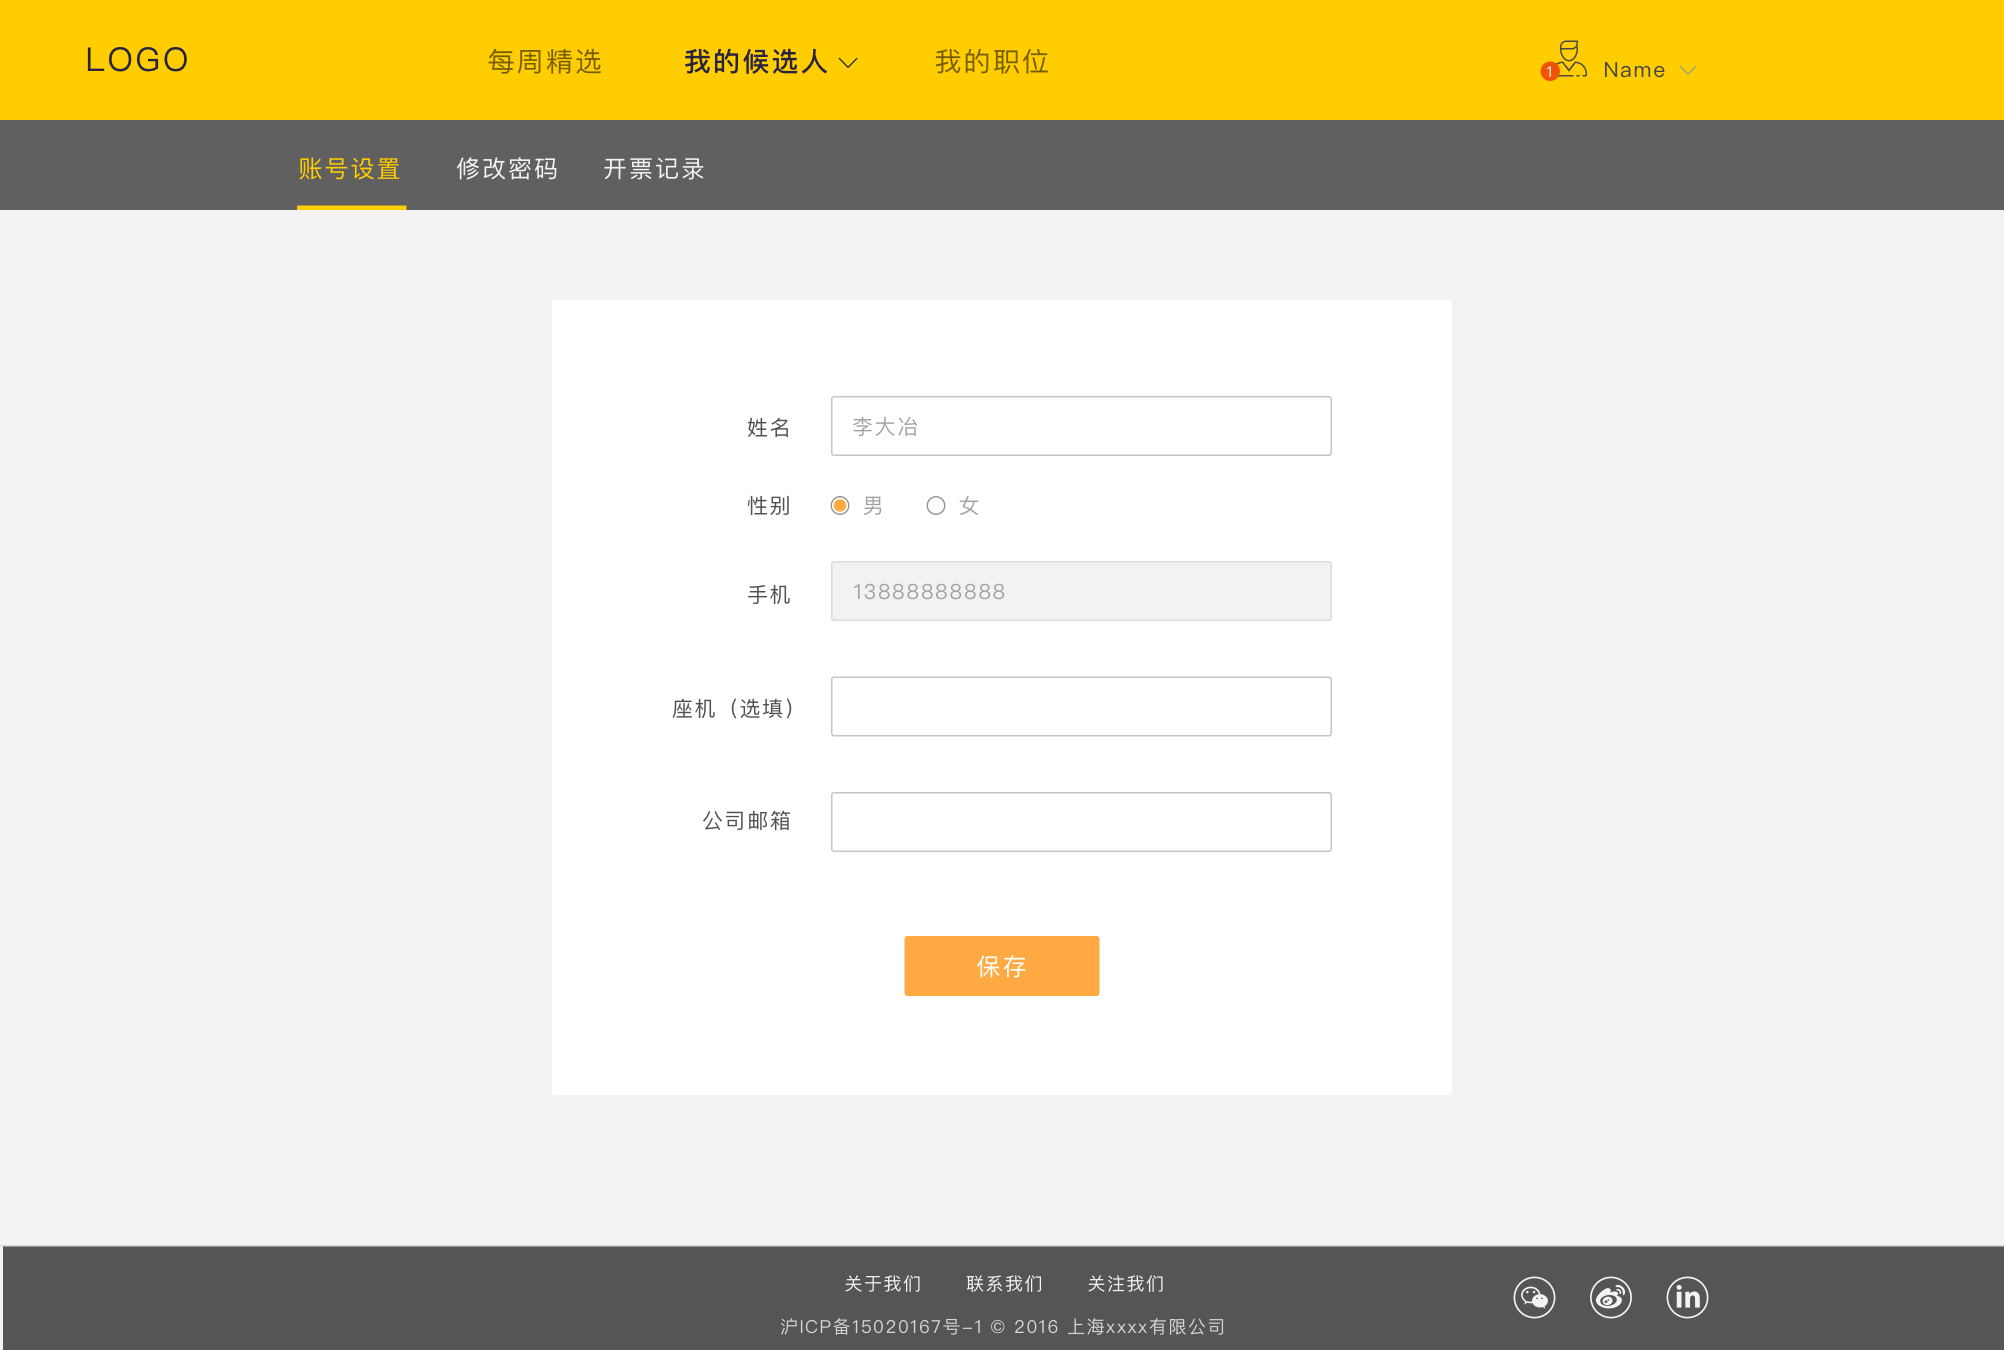 LOGO 每周精选 我的候选人 我的职位 1 Name
账号设置 修改密码 开票记录
姓名 李大冶
性别 男 女
手机 13888888888
座机（选填）
公司邮箱
保存
关于我们 联系我们 关注我们
in
沪ICP备15020167号-1 © 2016 上海xxxx有限公司